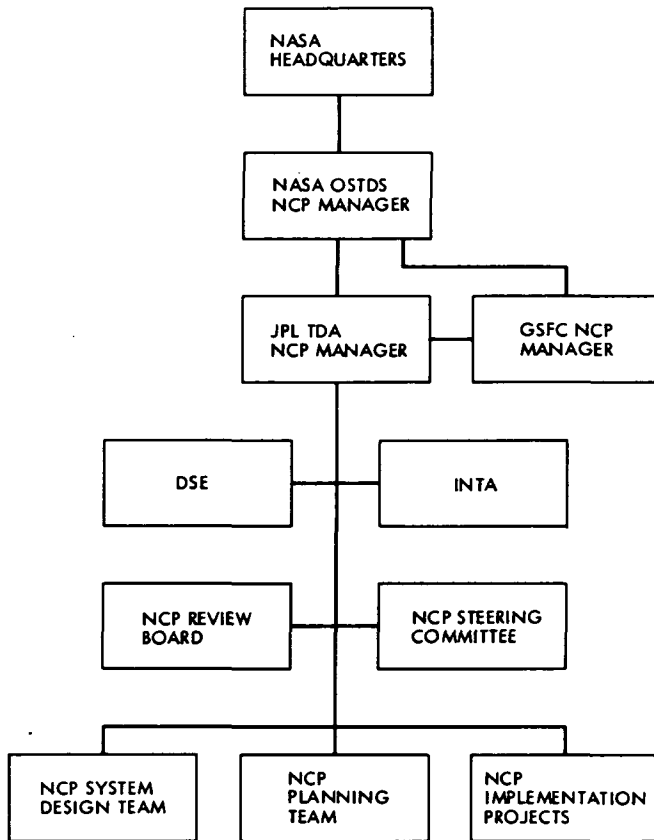 NASA
HEADQUARTERS
NASA OSTDS
NCP MANAGER
JPL TDA
NCP MANAGER
GSFC NCP
MANAGER
DSE
INTA
NCP REVIEW
BOARD
NCP STEERING
COMMITTEE
NCP SYSTEM
DESIGN TEAM
NCP
PLANNING
TEAM
NCP
IMPLEMENTATION
PROJECTS